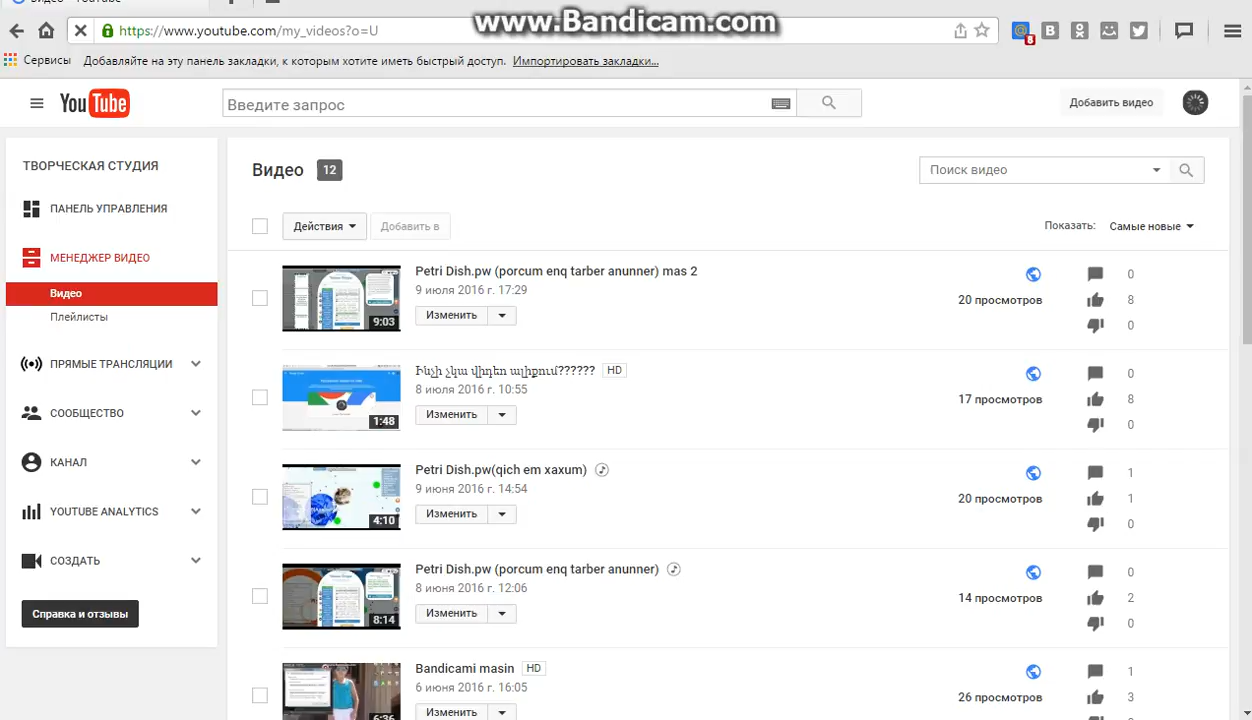 Видео - YouTube
www.Bandicam.com
https://www.youtube.com/my_videos?o=U
Сервисы Добавляйте на эту панель закладки, к которым хотите иметь быстрый доступ. Импортировать закладки...
YouTube
Введите запрос
Добавить видео
ТВОРЧЕСКАЯ СТУДИЯ
ПАНЕЛЬ УПРАВЛЕНИЯ
МЕНЕДЖЕР ВИДЕО
Видео
Плейлисты
ПРЯМЫЕ ТРАНСЛЯЦИИ
СООБЩЕСТВО
КАНАЛ
YOUTUBE ANALYTICS
СОЗДАТЬ
Справка и отзывы
Видео 12
Поиск видео
Действия Добавить в
Показать: Самые новые
Petri Dish.pw (porcum enq tarber anunner) mas 2
9 июля 2016 г. 17:29
Изменить
9:03
20 просмотров
0
8
0
Ինչի չկա վիդեո ալիքում?????? HD
8 июля 2016 г. 10:55
Изменить
1:48
17 просмотров
0
8
0
Petri Dish.pw(qich em xaxum)
9 июня 2016 г. 14:54
Изменить
4:10
20 просмотров
1
1
0
Petri Dish.pw (porcum enq tarber anunner)
8 июня 2016 г. 12:06
Изменить
8:14
14 просмотров
0
2
0
Bandicami masin HD
6 июня 2016 г. 16:05
Изменить
6:36
26 просмотров
1
3